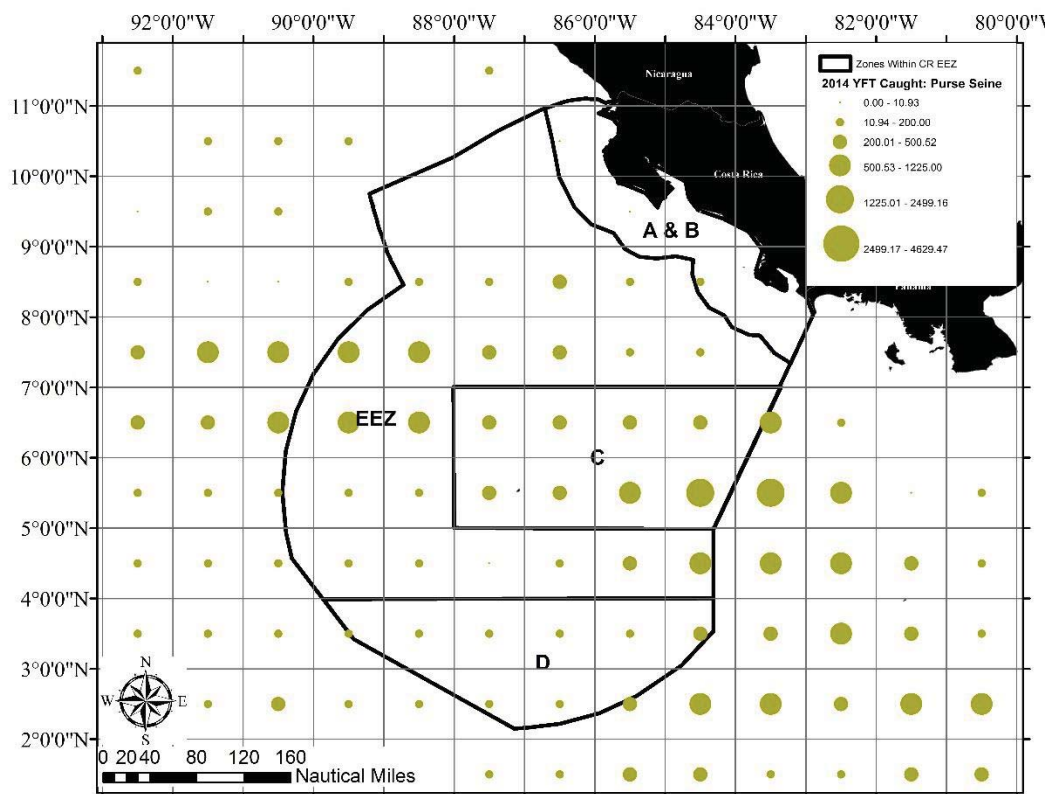 92°0'0"W 90°0'0"W 88°0'0"W 86°0'0"W 84°0'0"W 82°0'0"W 80°0'0"W
Nicaragua
Zones Within CR EEZ
2014 YFT Caught: Purse Seine
0.00 - 10.93
10.94 - 200.00
200.01 - 500.52
500.53 - 1225.00
1225.01 - 2499.16
2499.17 - 4629.47
11°0'0"N
10°0'0"N
Costa Rica
9°0'0"N
A & B
Panama
8°0'0"N
7°0'0"N
EEZ
6°0'0"N
C
5°0'0"N
4°0'0"N
3°0'0"N
D
2°0'0"N
N
W E
S
0 20 40 80 120 160
Nautical Miles